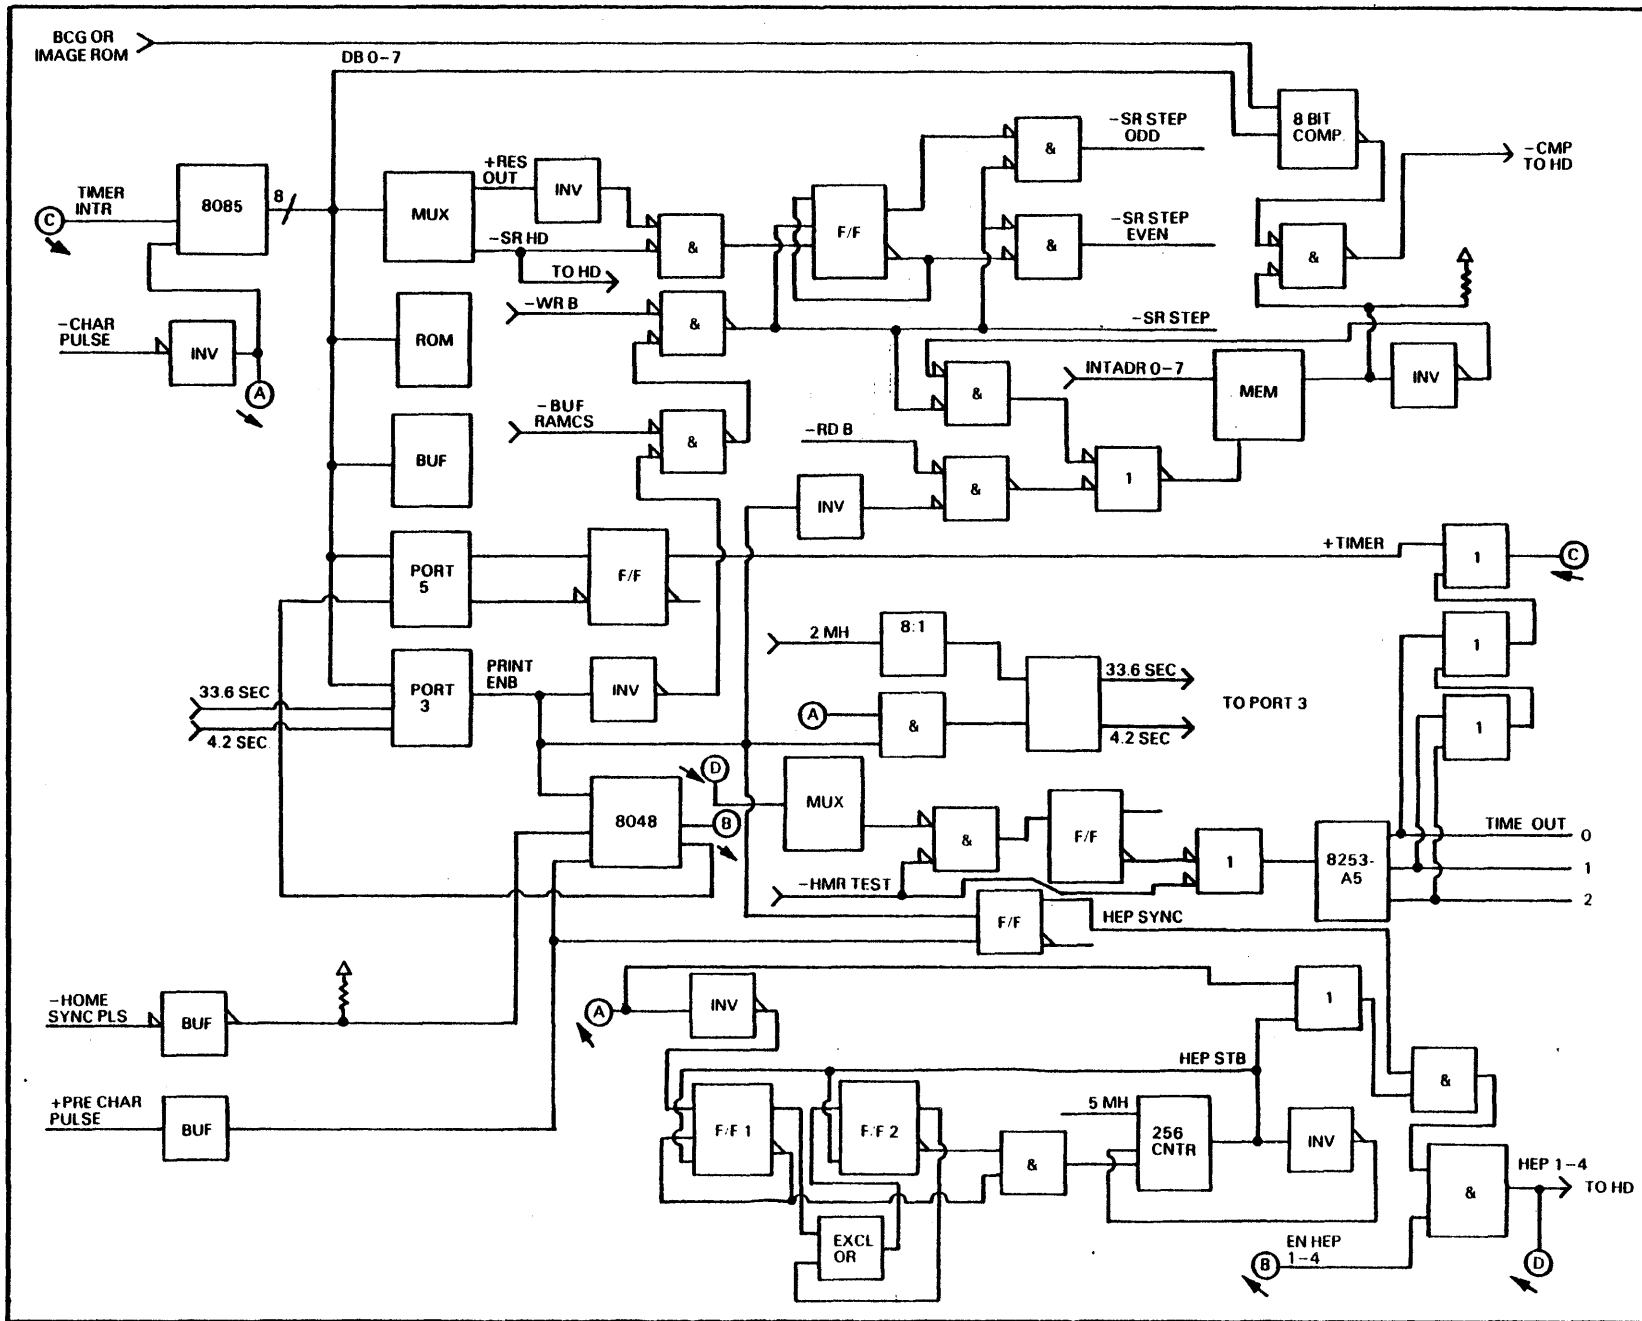 BCG OR
IMAGE ROM
DB 0-7
8 BIT
COMP.
-SR STEP
ODD
-CMP
TO HD
&
+RES
OUT
INV
TIMER
INTR
C
8085
8
MUX
F/F
-SR STEP
EVEN
&
-SR HD
&
&
TO HD
-WR B
&
-SR STEP
-CHAR
PULSE
INV
A
ROM
INTADR 0-7
MEM
INV
&
-BUF
RAMCS
&
-RD B
BUF
&
1
INV
PORT
5
F/F
+TIMER
1
C
2 MH
8:1
1
PRINT
ENB
INV
PORT
3
33.6 SEC
4.2 SEC
33.6 SEC
TO PORT 3
4.2 SEC
A
&
1
D
MUX
8048
B
&
F/F
1
8253-
A5
TIME OUT
0
1
2
-HMR TEST
F/F
HEP SYNC
-HOME
SYNC PLS
BUF
A
INV
1
HEP STB
&
+PRE CHAR
PULSE
BUF
F/F 1
F/F 2
5 MH
256
CNTR
INV
&
HEP 1-4
TO HD
&
EXCL
OR
EN HEP
1-4
B
D